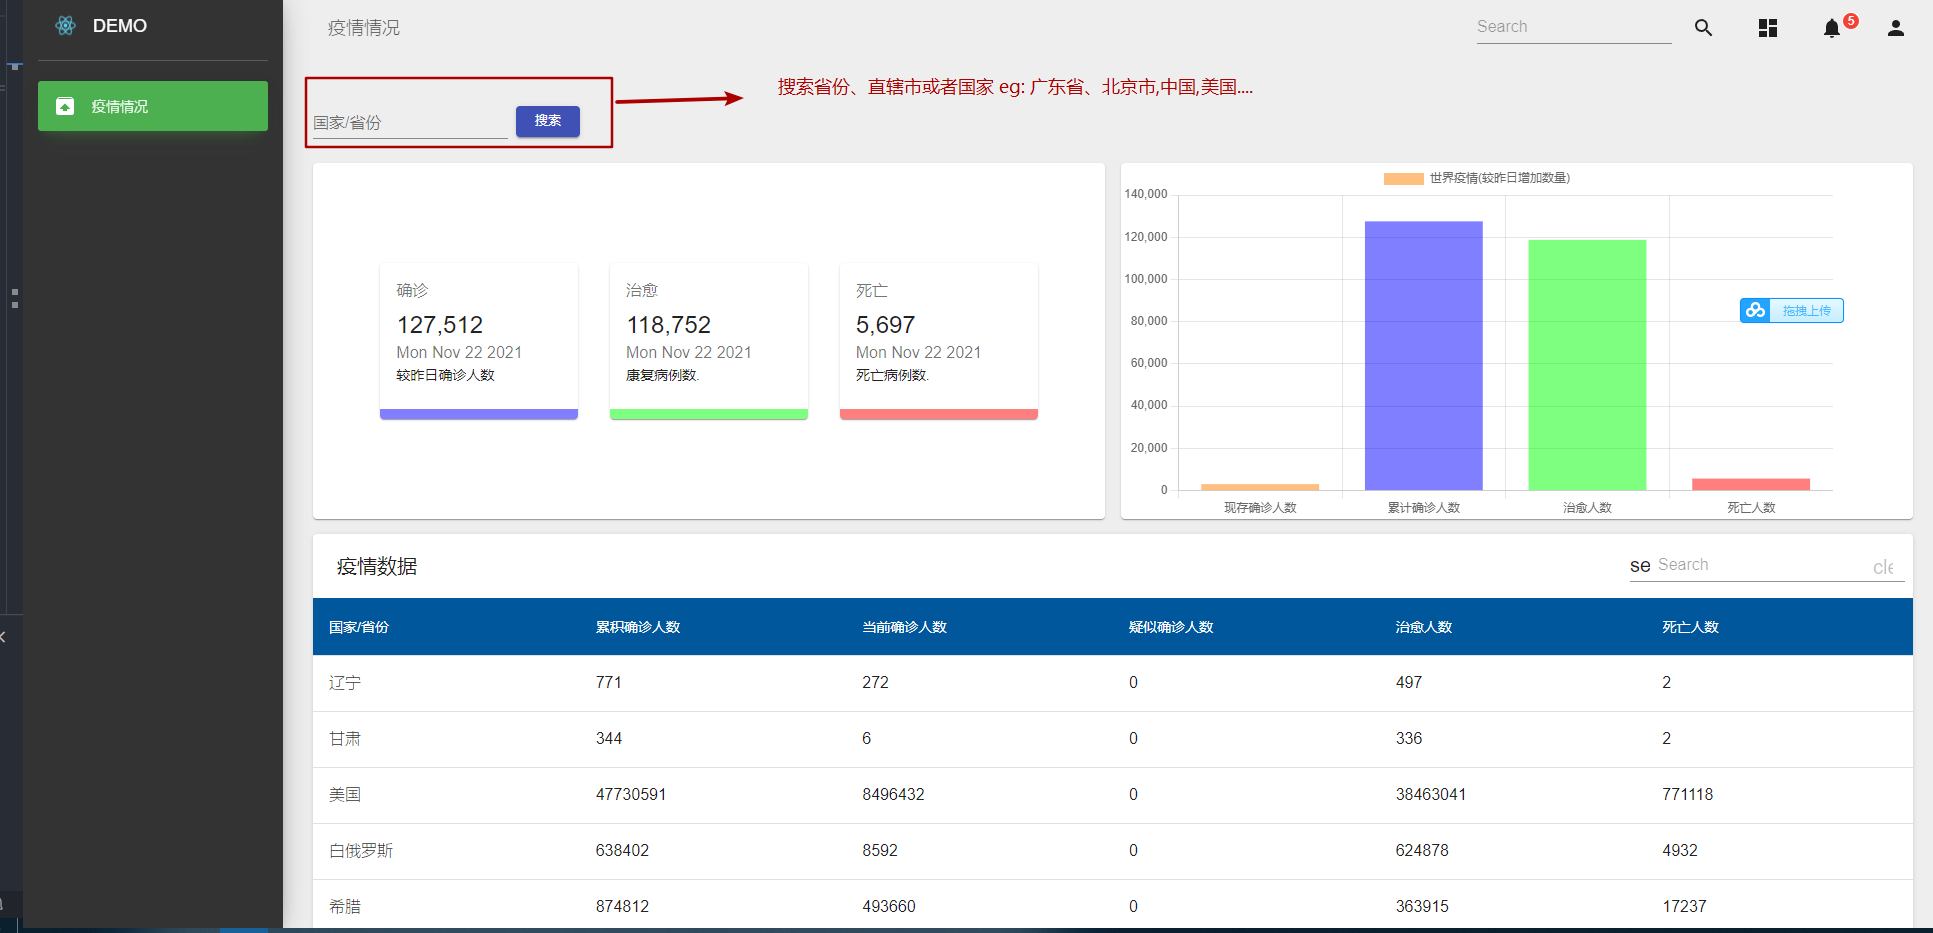 DEMO
疫情情况
疫情情况
Search
5
搜索省份、直辖市或者国家 eg: 广东省、北京市,中国,美国....
国家/省份
搜索
确诊
127,512
Mon Nov 22 2021
较昨日确诊人数
治愈
118,752
Mon Nov 22 2021
康复病例数.
死亡
5,697
Mon Nov 22 2021
死亡病例数.
世界疫情(较昨日增加数量)
140,000
120,000
100,000
80,000
60,000
40,000
20,000
0
现存确诊人数 累计确诊人数 治愈人数 死亡人数
拖拽上传
疫情数据
se Search cle
国家/省份 累积确诊人数 当前确诊人数 疑似确诊人数 治愈人数 死亡人数
辽宁 771 272 0 497 2
甘肃 344 6 0 336 2
美国 47730591 8496432 0 38463041 771118
白俄罗斯 638402 8592 0 624878 4932
希腊 874812 493660 0 363915 17237